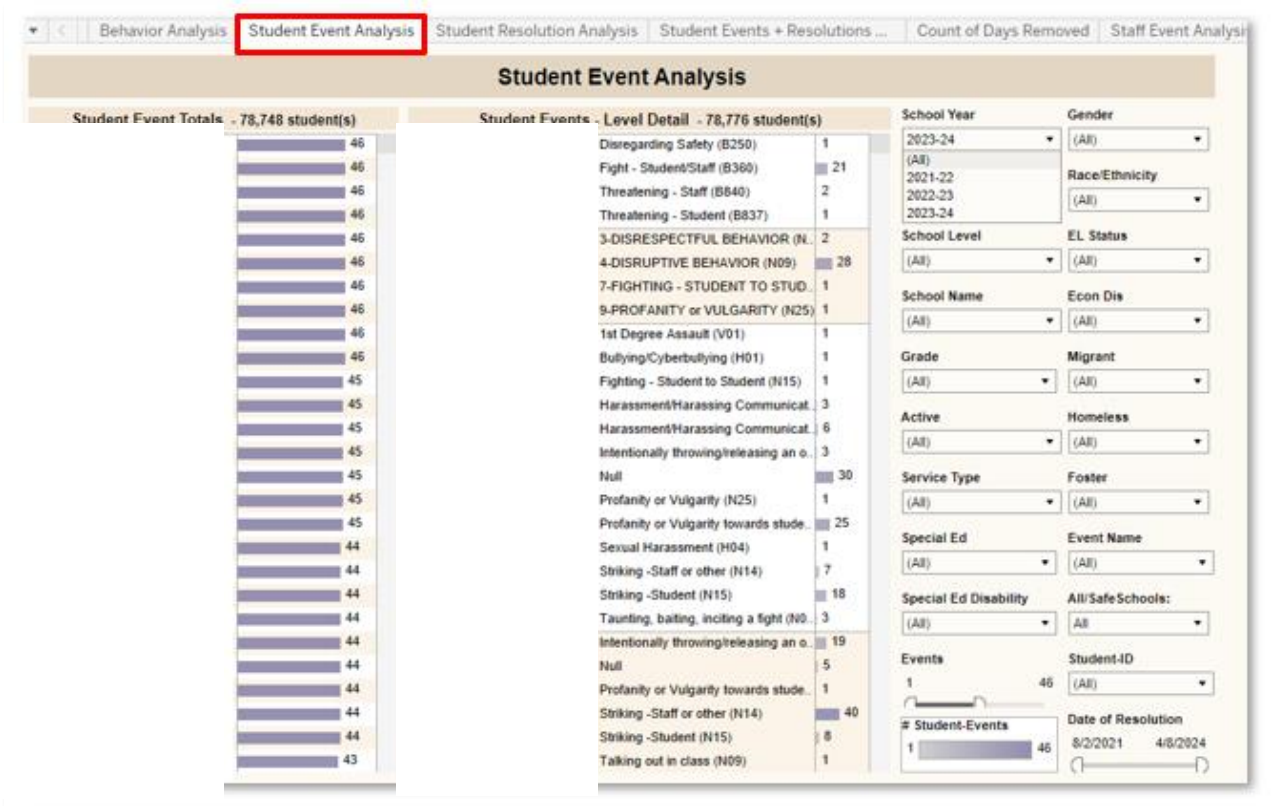 Behavior Analysis Student Event Analysis Student Resolution Analysis Student Events + Resolutions ... Count of Days Removed Staff Event Analysis
Student Event Analysis
Student Event Totals - 78,748 student(s)
46
46
46
46
46
46
46
46
46
46
45
45
45
45
45
45
45
44
44
44
44
44
44
44
44
44
43
Student Events - Level Detail - 78,776 student(s)
Disregarding Safety (B250) 1
Fight - Student/Staff (B360) 21
Threatening - Staff (B840) 2
Threatening - Student (B837) 1
3-DISRESPECTFUL BEHAVIOR (N.. 2
4-DISRUPTIVE BEHAVIOR (N09) 28
7-FIGHTING - STUDENT TO STUD.. 1
9-PROFANITY or VULGARITY (N25) 1
1st Degree Assault (V01) 1
Bullying/Cyberbullying (H01) 1
Fighting - Student to Student (N15) 1
Harassment/Harassing Communicat.. 3
Harassment/Harassing Communicat.. 6
Intentionally throwing/releasing an o.. 3
Null 30
Profanity or Vulgarity (N25) 1
Profanity or Vulgarity towards stude.. 25
Sexual Harassment (H04) 1
Striking -Staff or other (N14) 7
Striking -Student (N15) 18
Taunting, baiting, inciting a fight (N0.. 3
Intentionally throwing/releasing an o.. 19
Null 5
Profanity or Vulgarity towards stude.. 1
Striking -Staff or other (N14) 40
Striking -Student (N15) 8
Talking out in class (N09) 1
School Year
2023-24
(All)
2021-22
2022-23
2023-24
School Level
(All)
School Name
(All)
Grade
(All)
Active
(All)
Service Type
(All)
Special Ed
(All)
Special Ed Disability
(All)
Events
1 46
# Student-Events
1 46
Gender
(All)
Race/Ethnicity
(All)
EL Status
(All)
Econ Dis
(All)
Migrant
(All)
Homeless
(All)
Foster
(All)
Event Name
(All)
All/SafeSchools:
All
Student-ID
(All)
Date of Resolution
8/2/2021 4/8/2024